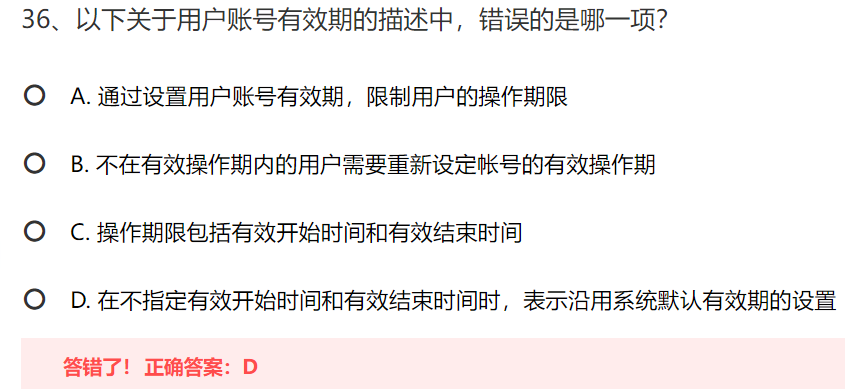 36、以下关于用户账号有效期的描述中，错误的是哪一项？
A. 通过设置用户账号有效期，限制用户的操作期限
B. 不在有效操作期内的用户需要重新设定帐号的有效操作期
C. 操作期限包括有效开始时间和有效结束时间
D. 在不指定有效开始时间和有效结束时间时，表示沿用系统默认有效期的设置
答错了！正确答案：D